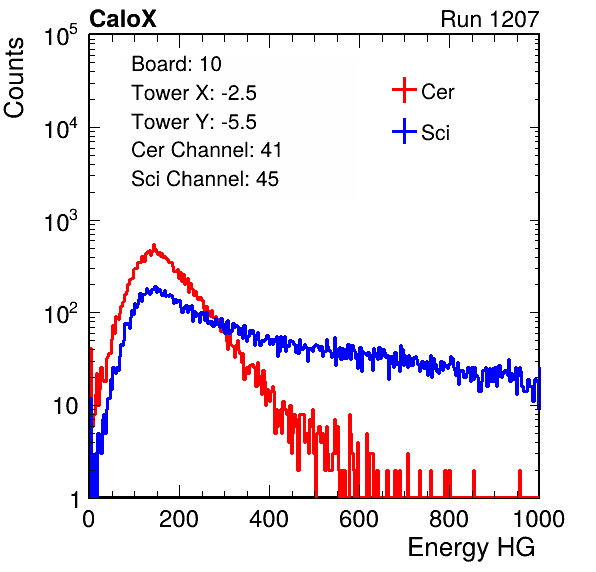 CaloX Run 1207
Counts
10^5
10^4
10^3
10^2
10
1
Board: 10
Tower X: -2.5
Tower Y: -5.5
Cer Channel: 41
Sci Channel: 45
Cer
Sci
0 200 400 600 800 1000
Energy HG